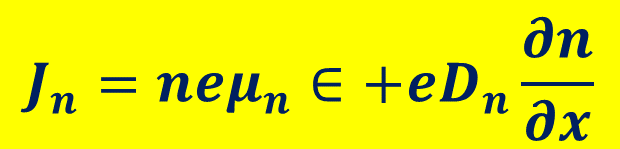 Jₙ = neμₙ ∈ +eDₙ ∂n/∂x